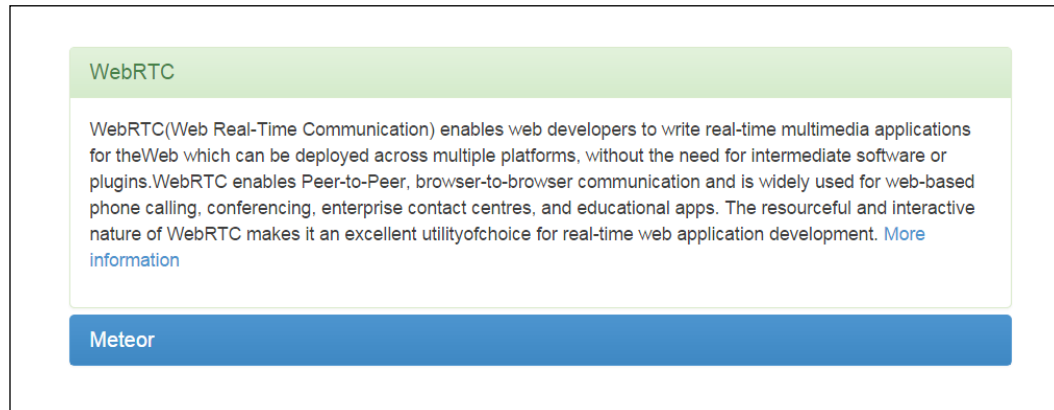 WebRTC
WebRTC(Web Real-Time Communication) enables web developers to write real-time multimedia applications
for theWeb which can be deployed across multiple platforms, without the need for intermediate software or
plugins.WebRTC enables Peer-to-Peer, browser-to-browser communication and is widely used for web-based
phone calling, conferencing, enterprise contact centres, and educational apps. The resourceful and interactive
nature of WebRTC makes it an excellent utilityofchoice for real-time web application development. More
information
Meteor